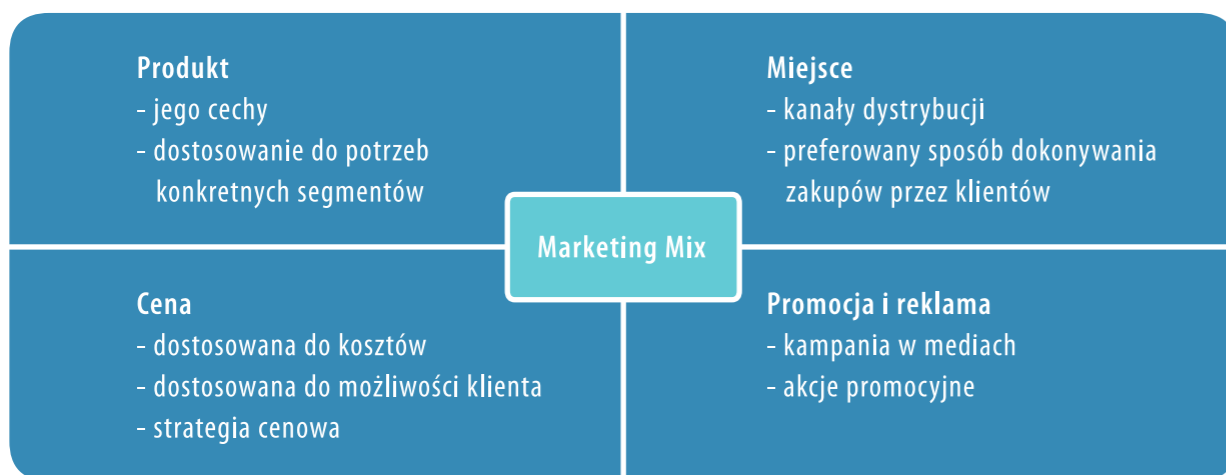 Produkt
- jego cechy
- dostosowanie do potrzeb
konkretnych segmentów
Miejsce
- kanały dystrybucji
- preferowany sposób dokonywania
zakupów przez klientów
Marketing Mix
Cena
- dostosowana do kosztów
- dostosowana do możliwości klienta
- strategia cenowa
Promocja i reklama
- kampania w mediach
- akcje promocyjne